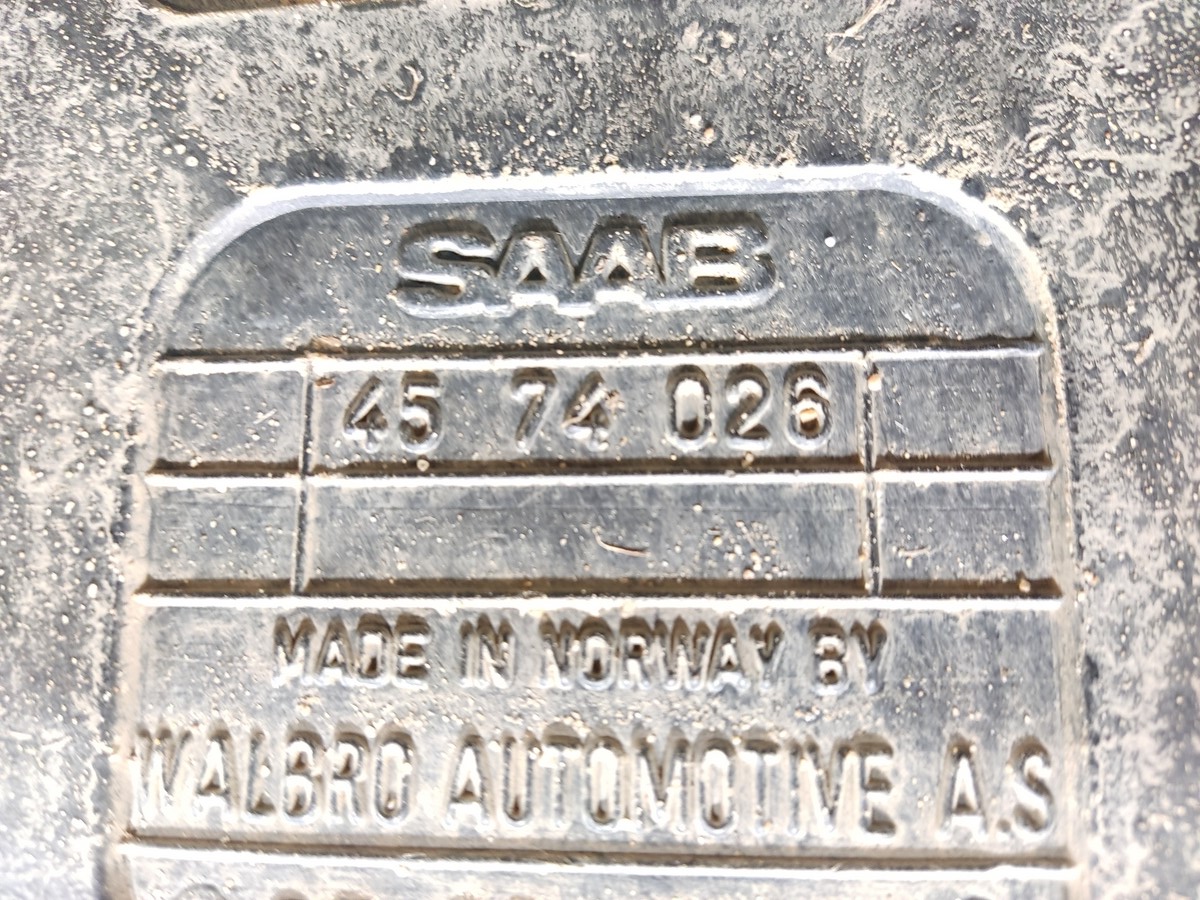 SAAB
45 74 026
MADE IN NORWAY BY
WALBRO AUTOMOTIVE A.S